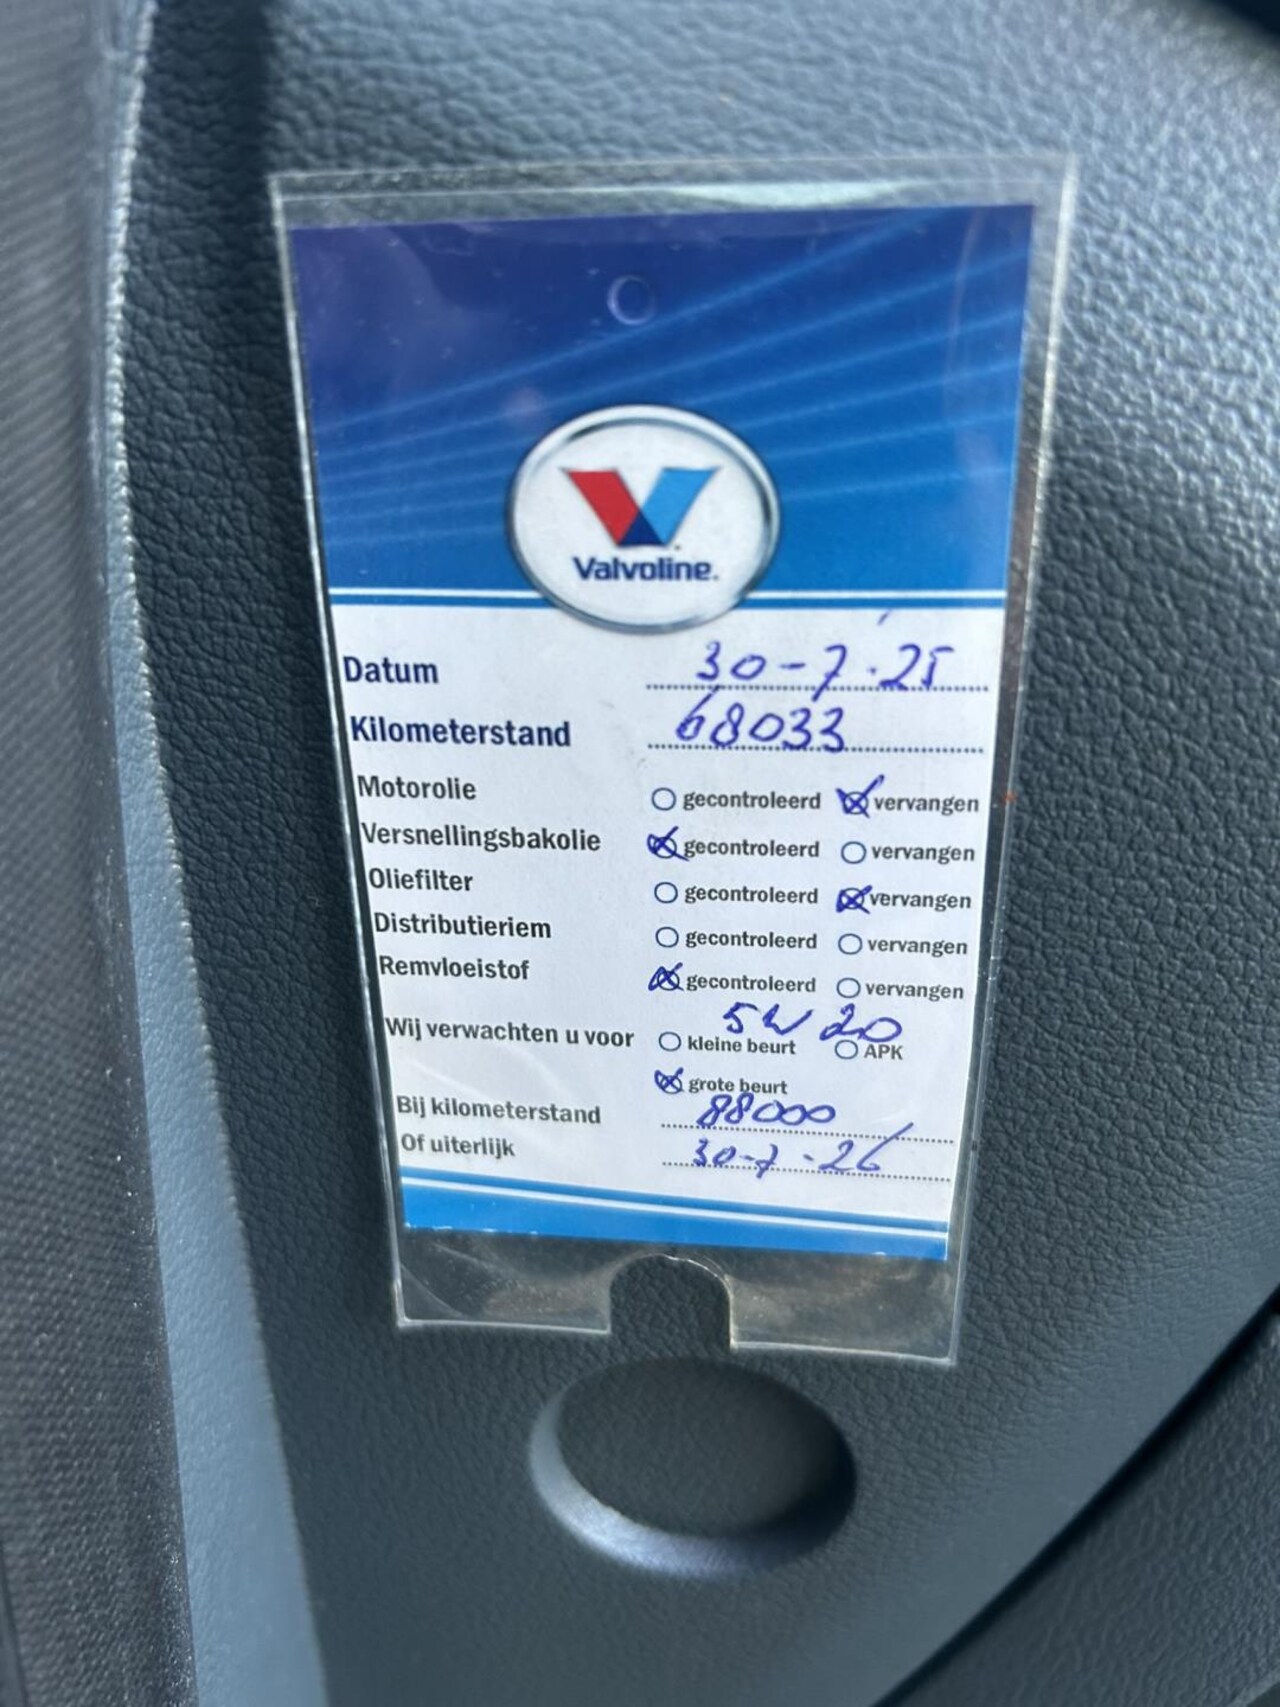 Valvoline.
Datum 30-7-25
Kilometerstand 68033
Motorolie gecontroleerd vervangen
Versnellingsbakolie gecontroleerd vervangen
Oliefilter gecontroleerd vervangen
Distributieriem gecontroleerd vervangen
Remvloeistof gecontroleerd vervangen
5W20
Wij verwachten u voor kleine beurt APK
grote beurt
Bij kilometerstand 88000
Of uiterlijk 30-7-26